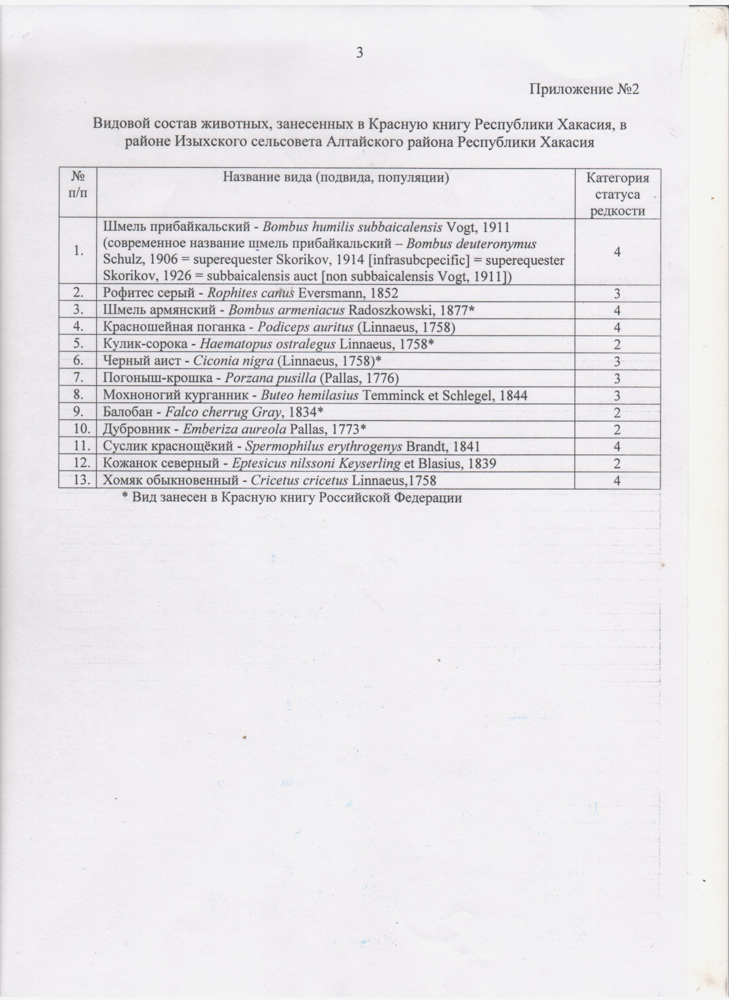 3
Приложение №2
Видовой состав животных, занесенных в Красную книгу Республики Хакасия, в
районе Изыхского сельсовета Алтайского района Республики Хакасия
№ п/п Название вида (подвида, популяции) Категория статуса редкости
1. Шмель прибайкальский - Bombus humilis subbaicalensis Vogt, 1911
(современное название шмель прибайкальский – Bombus deuteronymus
Schulz, 1906 = superequester Skorikov, 1914 [infrasubcpecific] = superequester
Skorikov, 1926 = subbaicalensis auct [non subbaicalensis Vogt, 1911]) 4
2. Рофитес серый - Rophites canus Eversmann, 1852 3
3. Шмель армянский - Bombus armeniacus Radoszkowski, 1877* 4
4. Красношейная поганка - Podiceps auritus (Linnaeus, 1758) 4
5. Кулик-сорока - Haematopus ostralegus Linnaeus, 1758* 2
6. Черный аист - Ciconia nigra (Linnaeus, 1758)* 3
7. Погоныш-крошка - Porzana pusilla (Pallas, 1776) 3
8. Мохноногий курганник - Buteo hemilasius Temminck et Schlegel, 1844 3
9. Балобан - Falco cherrug Gray, 1834* 2
10. Дубровник - Emberiza aureola Pallas, 1773* 2
11. Суслик краснощёкий - Spermophilus erythrogenys Brandt, 1841 4
12. Кожанок северный - Eptesicus nilssoni Keyserling et Blasius, 1839 2
13. Хомяк обыкновенный - Cricetus cricetus Linnaeus,1758 4
* Вид занесен в Красную книгу Российской Федерации